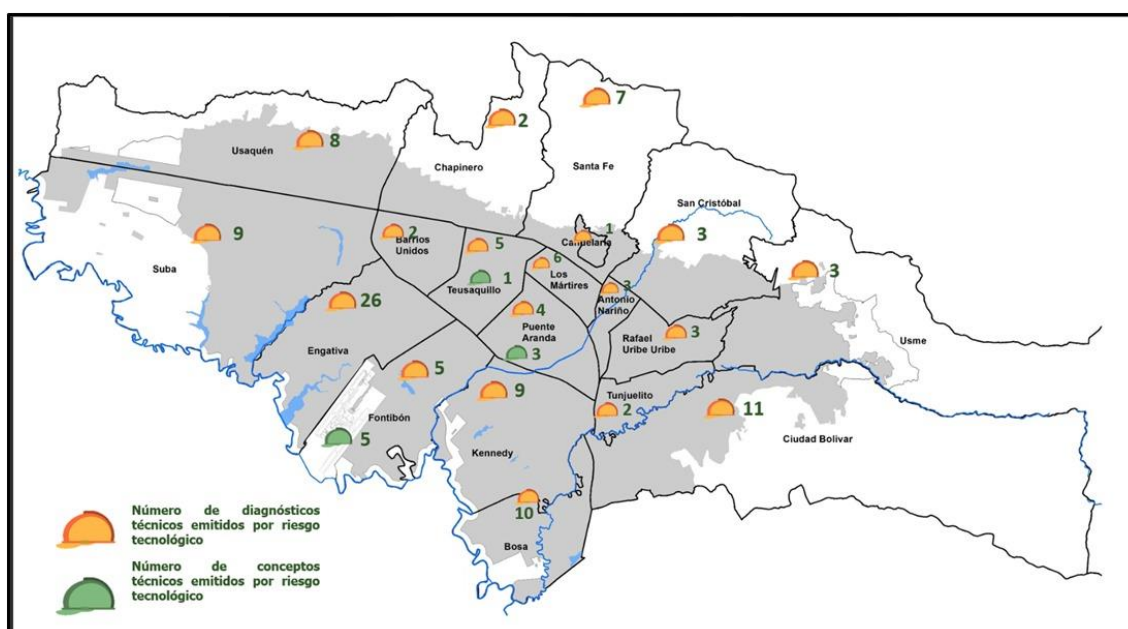 7
2
8
Usaquén
Chapinero
Santa Fe
San Cristóbal
9
2
Barrios
Unidos
5
1
Candelaria
3
Suba
1
Teusaquillo
6
Los
Mártires
3
Antonio
Nariño
3
26
4
Puente
Aranda
3
Rafael
Uribe Uribe
3
Usme
Engativa
5
9
Tunjuelito
2
11
Fontibón
5
Kennedy
Ciudad Bolivar
10
Bosa
Número de diagnósticos
técnicos emitidos por riesgo
tecnológico
Número de conceptos
técnicos emitidos por riesgo
tecnológico